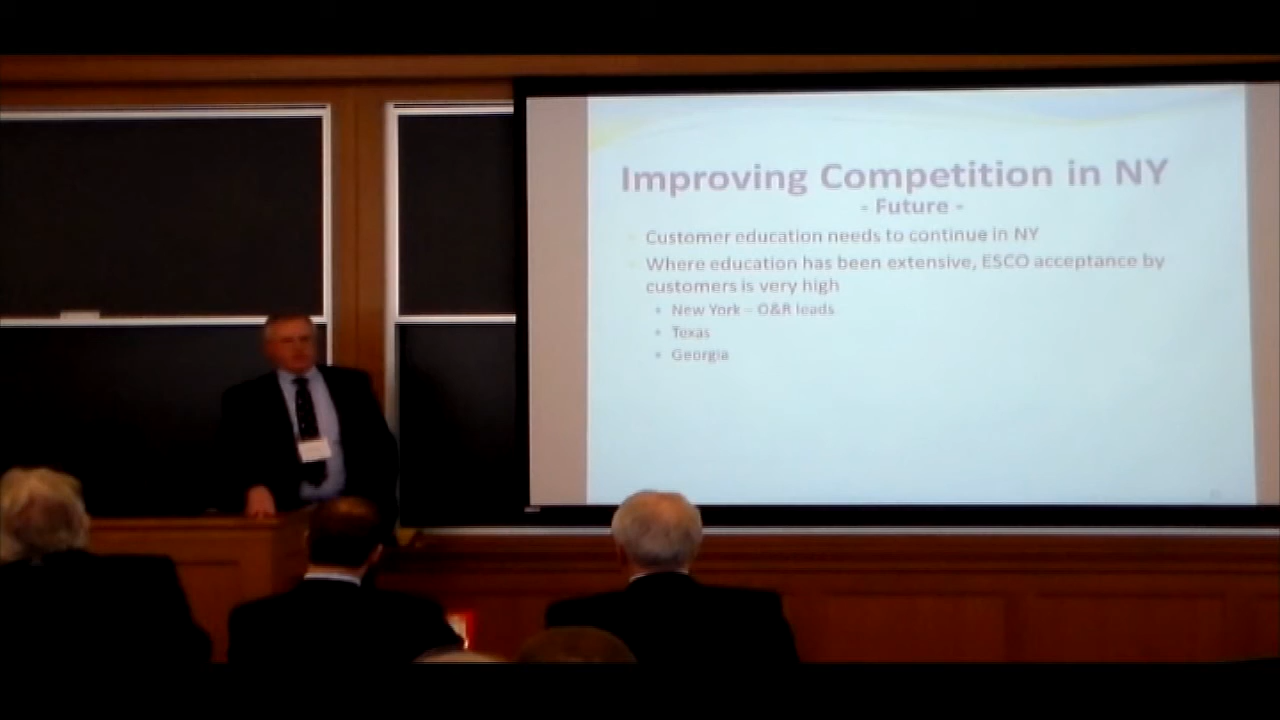 Improving Competition in NY
- Future -
Customer education needs to continue in NY
Where education has been extensive, ESCO acceptance by
customers is very high
• New York – O&R leads
• Texas
• Georgia